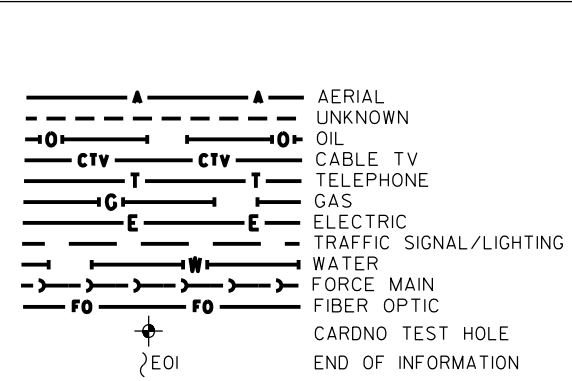 A A AERIAL
UNKNOWN
O O OIL
CTV CTV CABLE TV
T T TELEPHONE
G GAS
E E ELECTRIC
TRAFFIC SIGNAL/LIGHTING
W WATER
FORCE MAIN
FO FO FIBER OPTIC
CARDNO TEST HOLE
EOI END OF INFORMATION